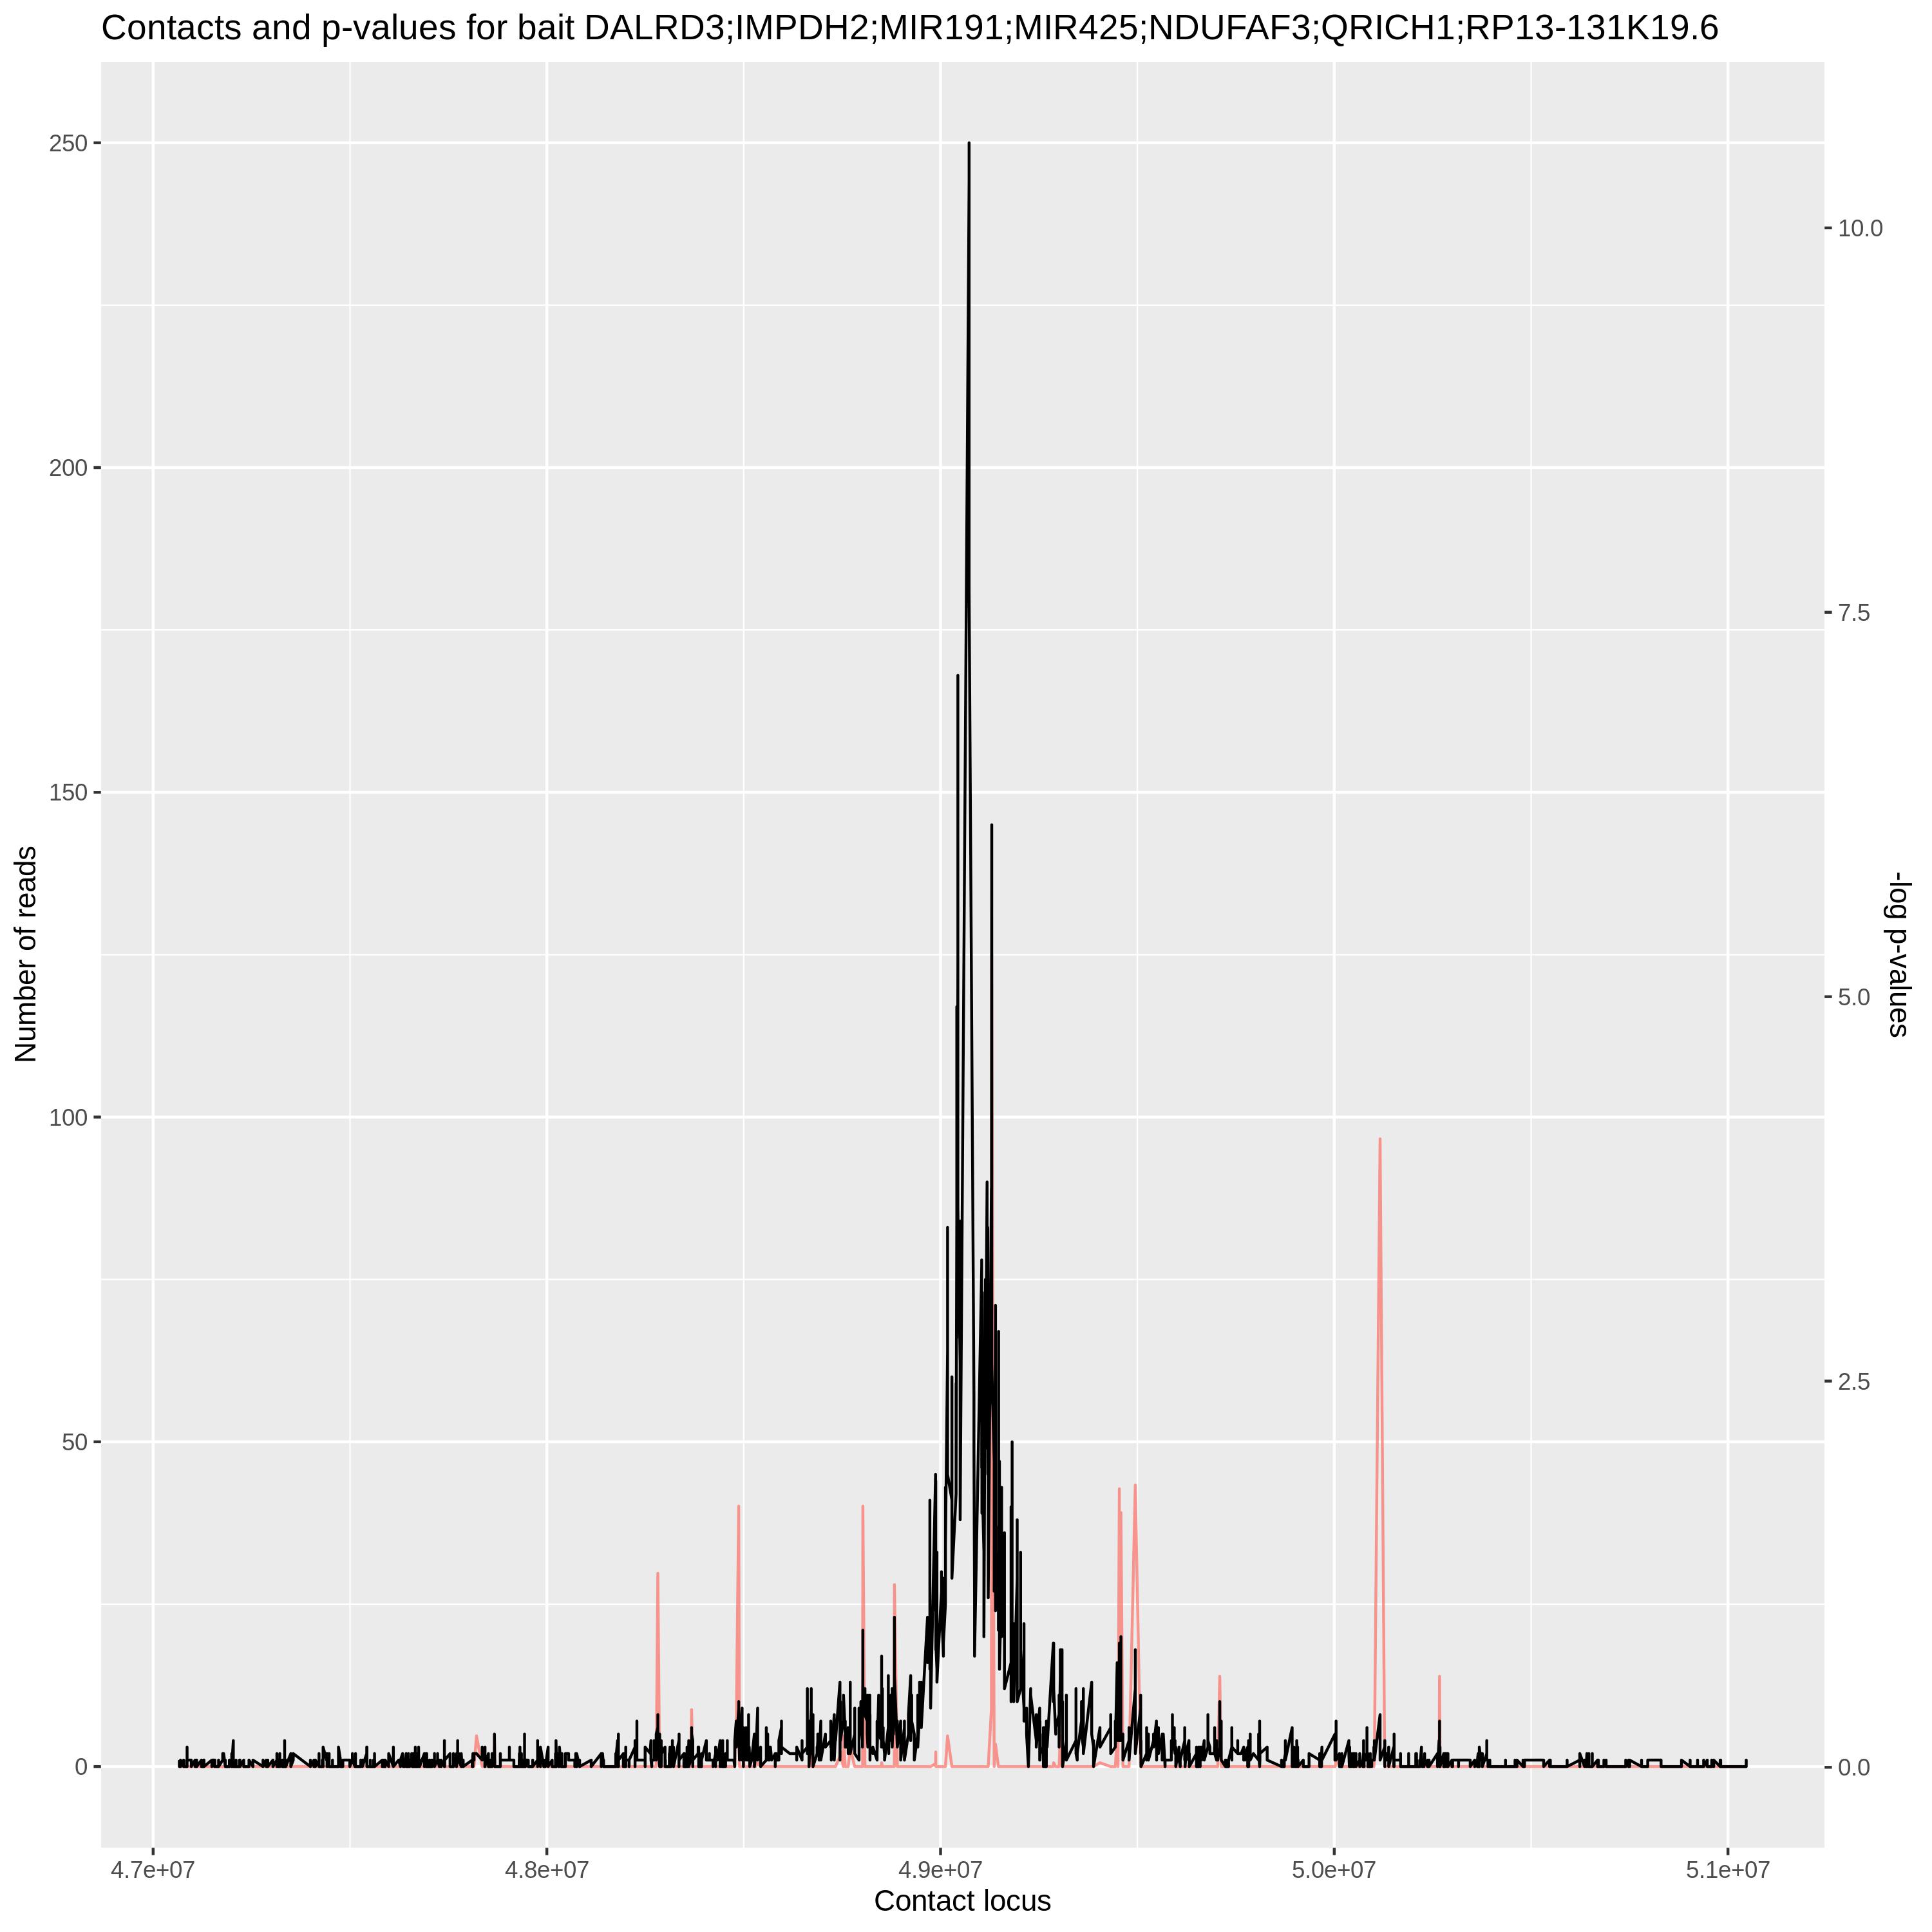 Contacts and p-values for bait DALRD3;IMPDH2;MIR191;MIR425;NDUFAF3;QRICH1;RP13-131K19.6
250
200
150
100
50
0
Number of reads
10.0
7.5
5.0
2.5
0.0
-log p-values
4.7e+07
4.8e+07
4.9e+07
5.0e+07
5.1e+07
Contact locus